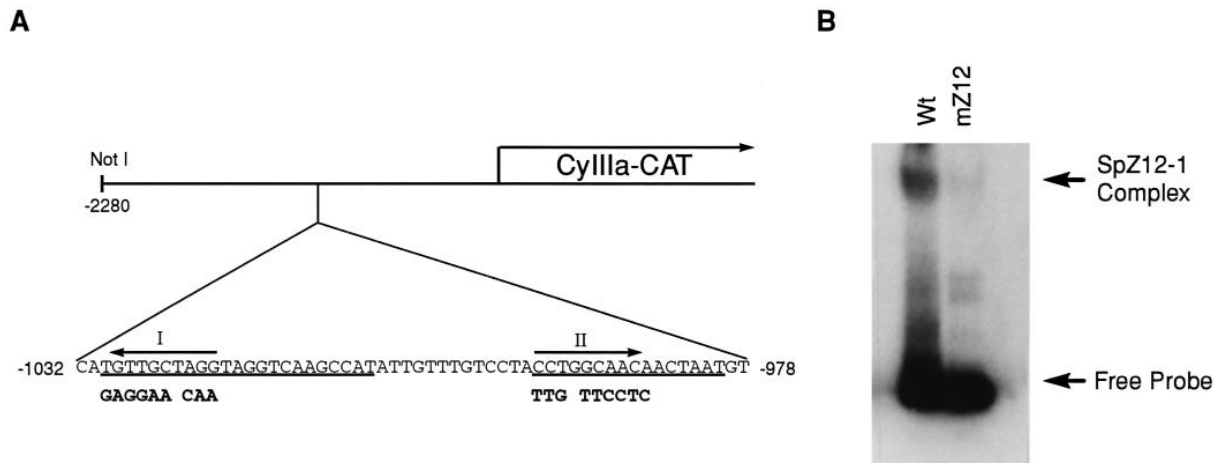 A
Not I
-2280
CyIIIa-CAT
I
II
-1032 CATGTTGCTAGGTAGGTCAAGCCATATTGTTTGTCCTACCTGGCAACAACTAATGT -978
GAGGAA CAA TTG TTCCTC
B
Wt
mZ12
SpZ12-1
Complex
Free Probe